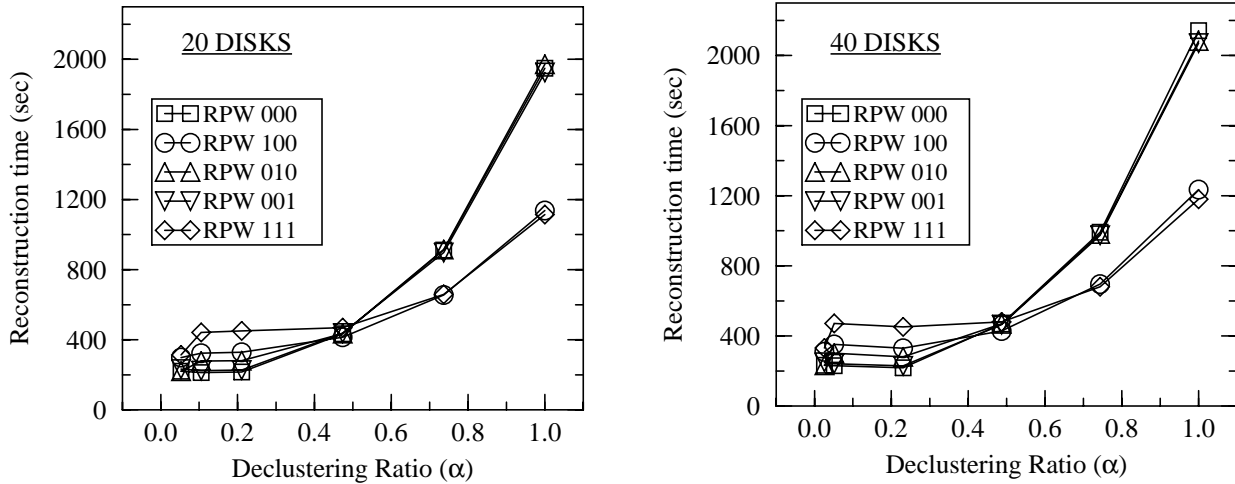 20 DISKS
Reconstruction time (sec)
2000
1600
1200
800
400
0
RPW 000
RPW 100
RPW 010
RPW 001
RPW 111
0.0 0.2 0.4 0.6 0.8 1.0
Declustering Ratio (α)
40 DISKS
Reconstruction time (sec)
2000
1600
1200
800
400
0
RPW 000
RPW 100
RPW 010
RPW 001
RPW 111
0.0 0.2 0.4 0.6 0.8 1.0
Declustering Ratio (α)